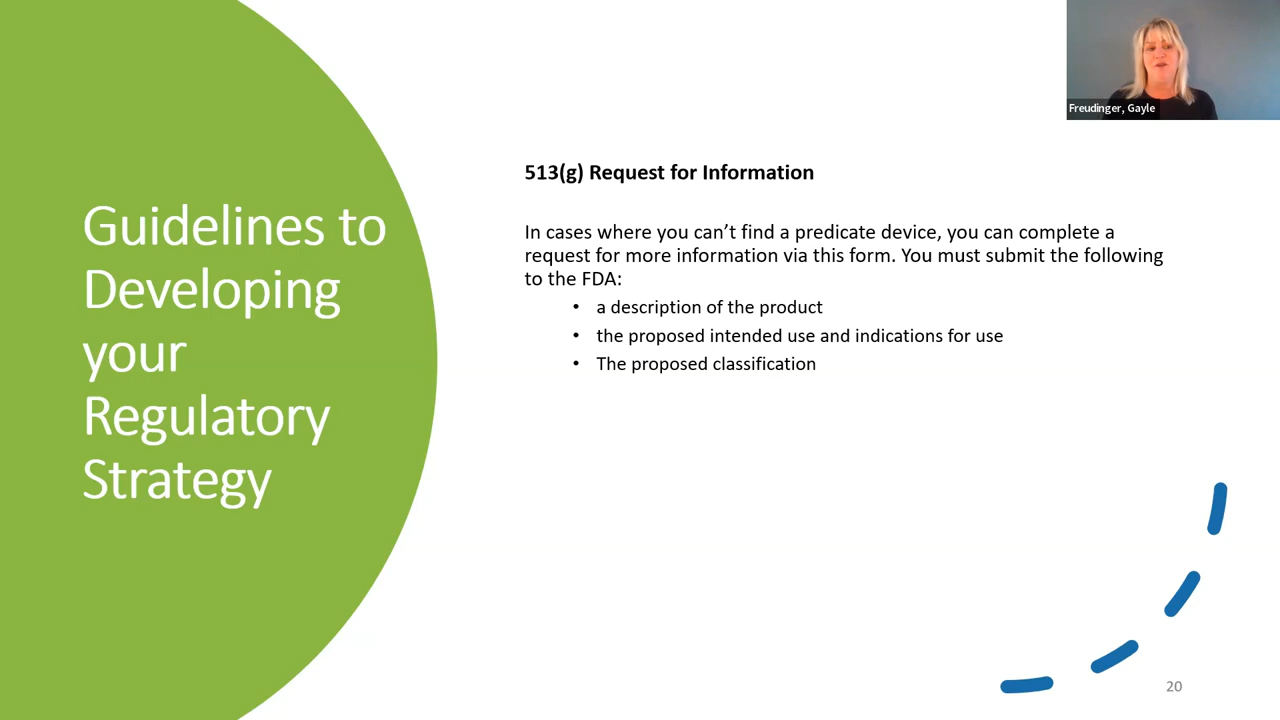 Freudinger, Gayle
Guidelines to
Developing
your
Regulatory
Strategy
513(g) Request for Information
In cases where you can’t find a predicate device, you can complete a
request for more information via this form. You must submit the following
to the FDA:
• a description of the product
• the proposed intended use and indications for use
• The proposed classification
20